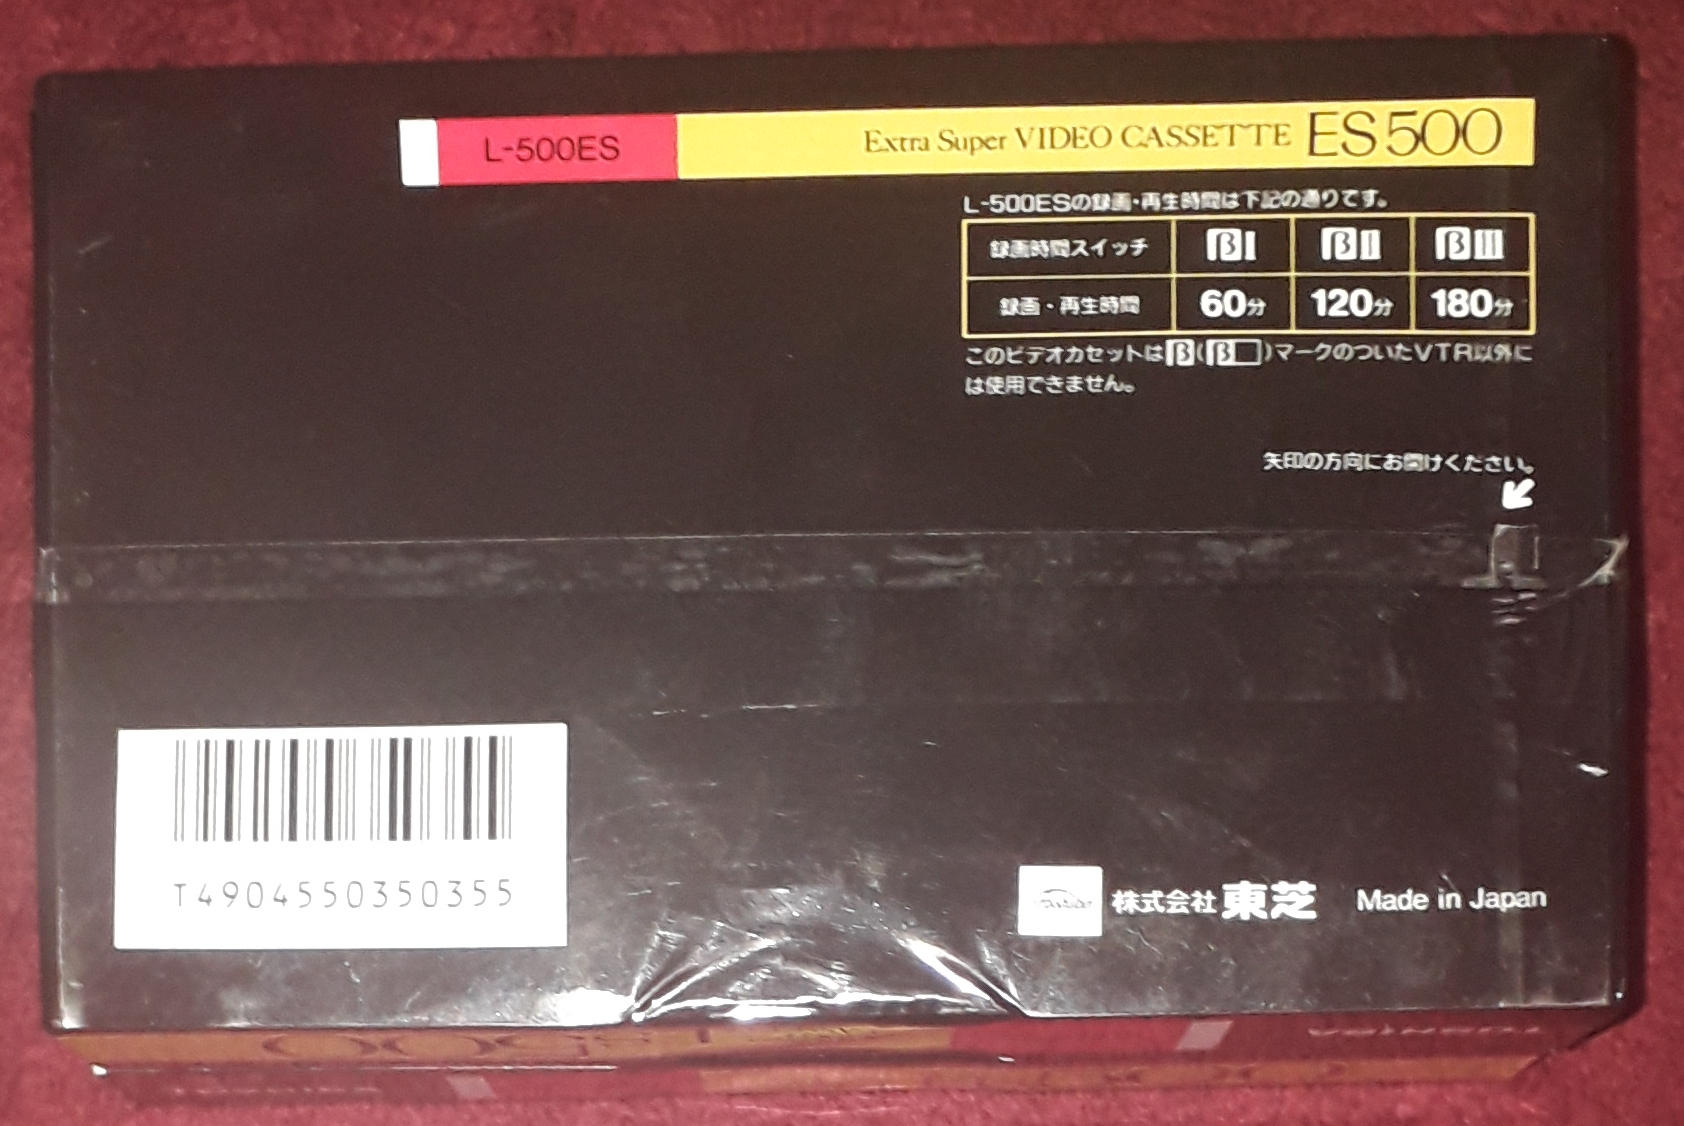 L-500ES
Extra Super VIDEO CASSETTE ES500
L-500ESの録画・再生時間は下記の通りです。
録画時間スイッチ βI βII βIII
録画・再生時間 60分 120分 180分
このビデオカセットはβ(β□)マークのついたVTR以外に
は使用できません。
矢印の方向にお開けください。
T4904550350355
株式会社 東芝 Made in Japan